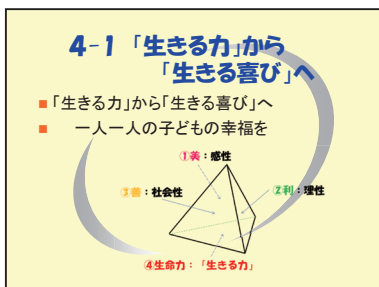 4-1 「生きる力」から
「生きる喜び」へ
「生きる力」から「生きる喜び」へ
一人一人の子どもの幸福を
①美：感性
③善：社会性
②利：理性
④生命力：「生きる力」